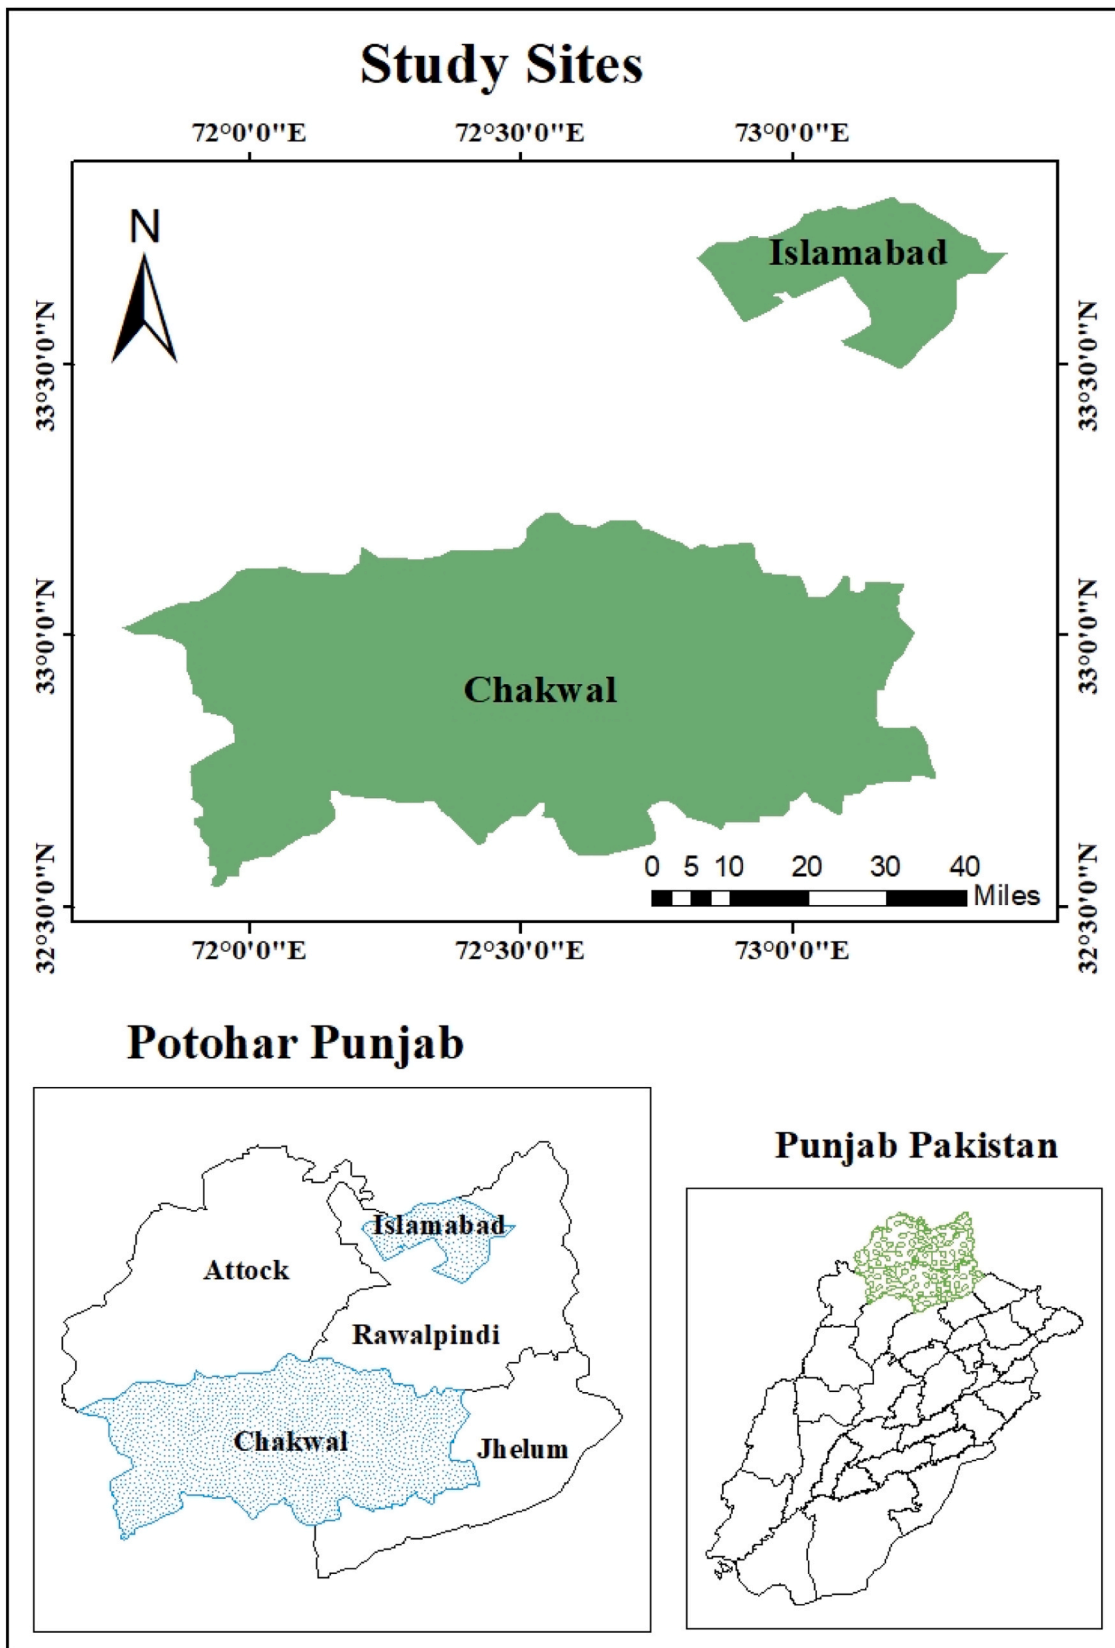 Study Sites
72°0'0"E 72°30'0"E 73°0'0"E
N
Islamabad
33°30'0"N 33°30'0"N
33°0'0"N 33°0'0"N
Chakwal
0 5 10 20 30 40
Miles
32°30'0"N 32°30'0"N
72°0'0"E 72°30'0"E 73°0'0"E
Potohar Punjab
Islamabad
Attock
Rawalpindi
Chakwal
Jhelum
Punjab Pakistan